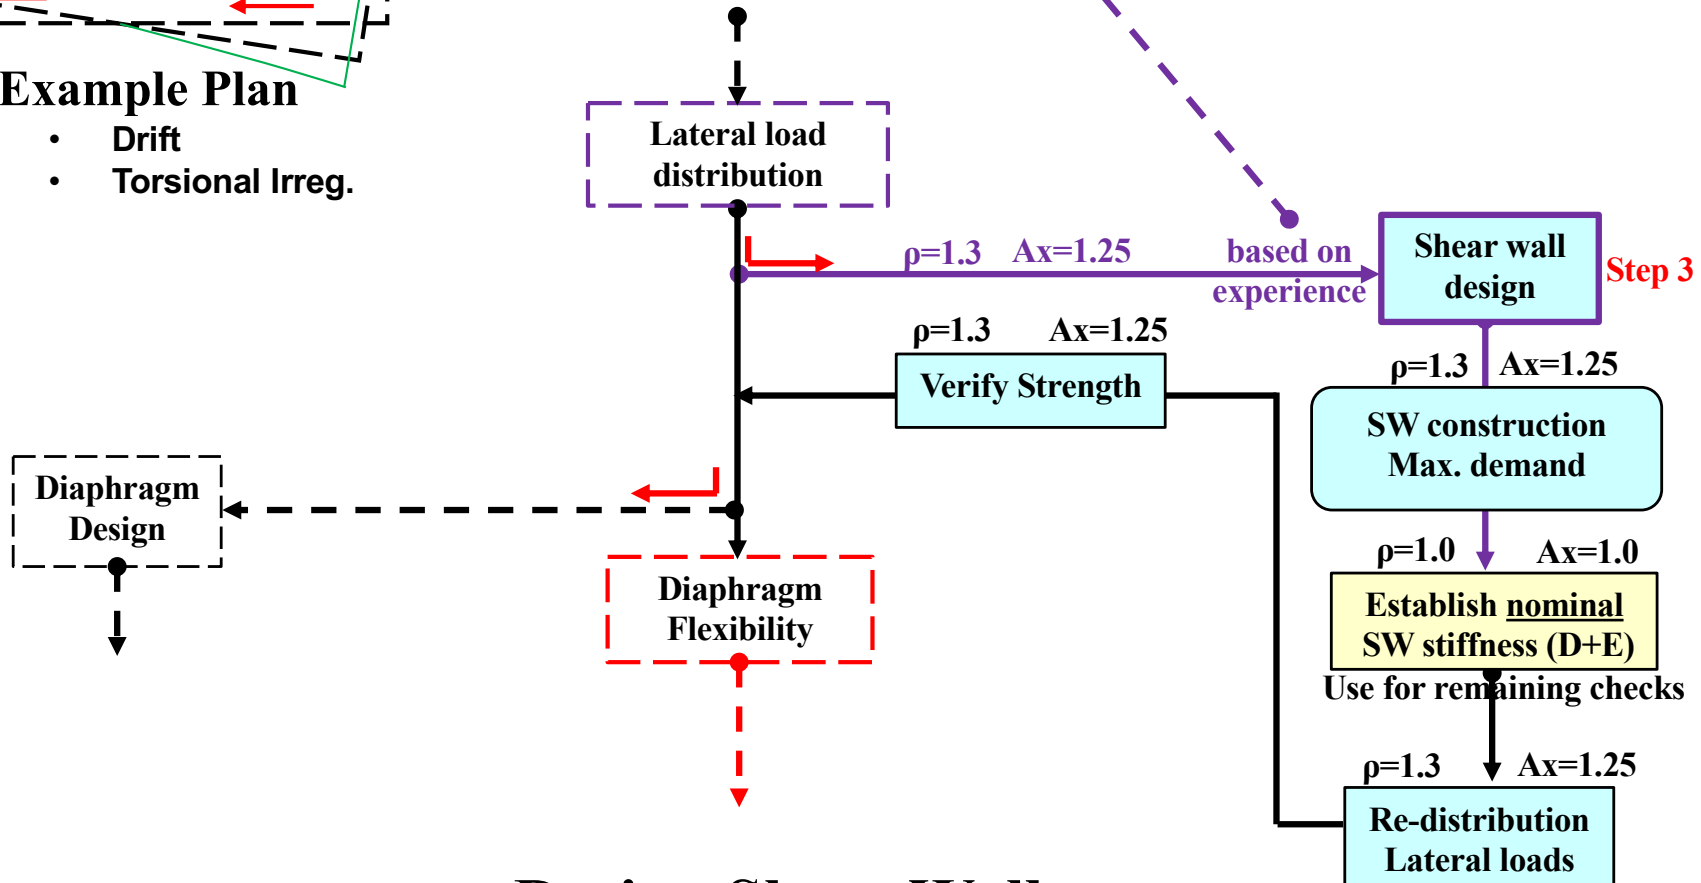 Example Plan
• Drift
• Torsional Irreg.
Lateral load
distribution
ρ=1.3 Ax=1.25 based on
experience
Shear wall
design
Step 3
ρ=1.3 Ax=1.25
Verify Strength
ρ=1.3 Ax=1.25
SW construction
Max. demand
Diaphragm
Design
Diaphragm
Flexibility
ρ=1.0 Ax=1.0
Establish nominal
SW stiffness (D+E)
Use for remaining checks
ρ=1.3 Ax=1.25
Re-distribution
Lateral loads